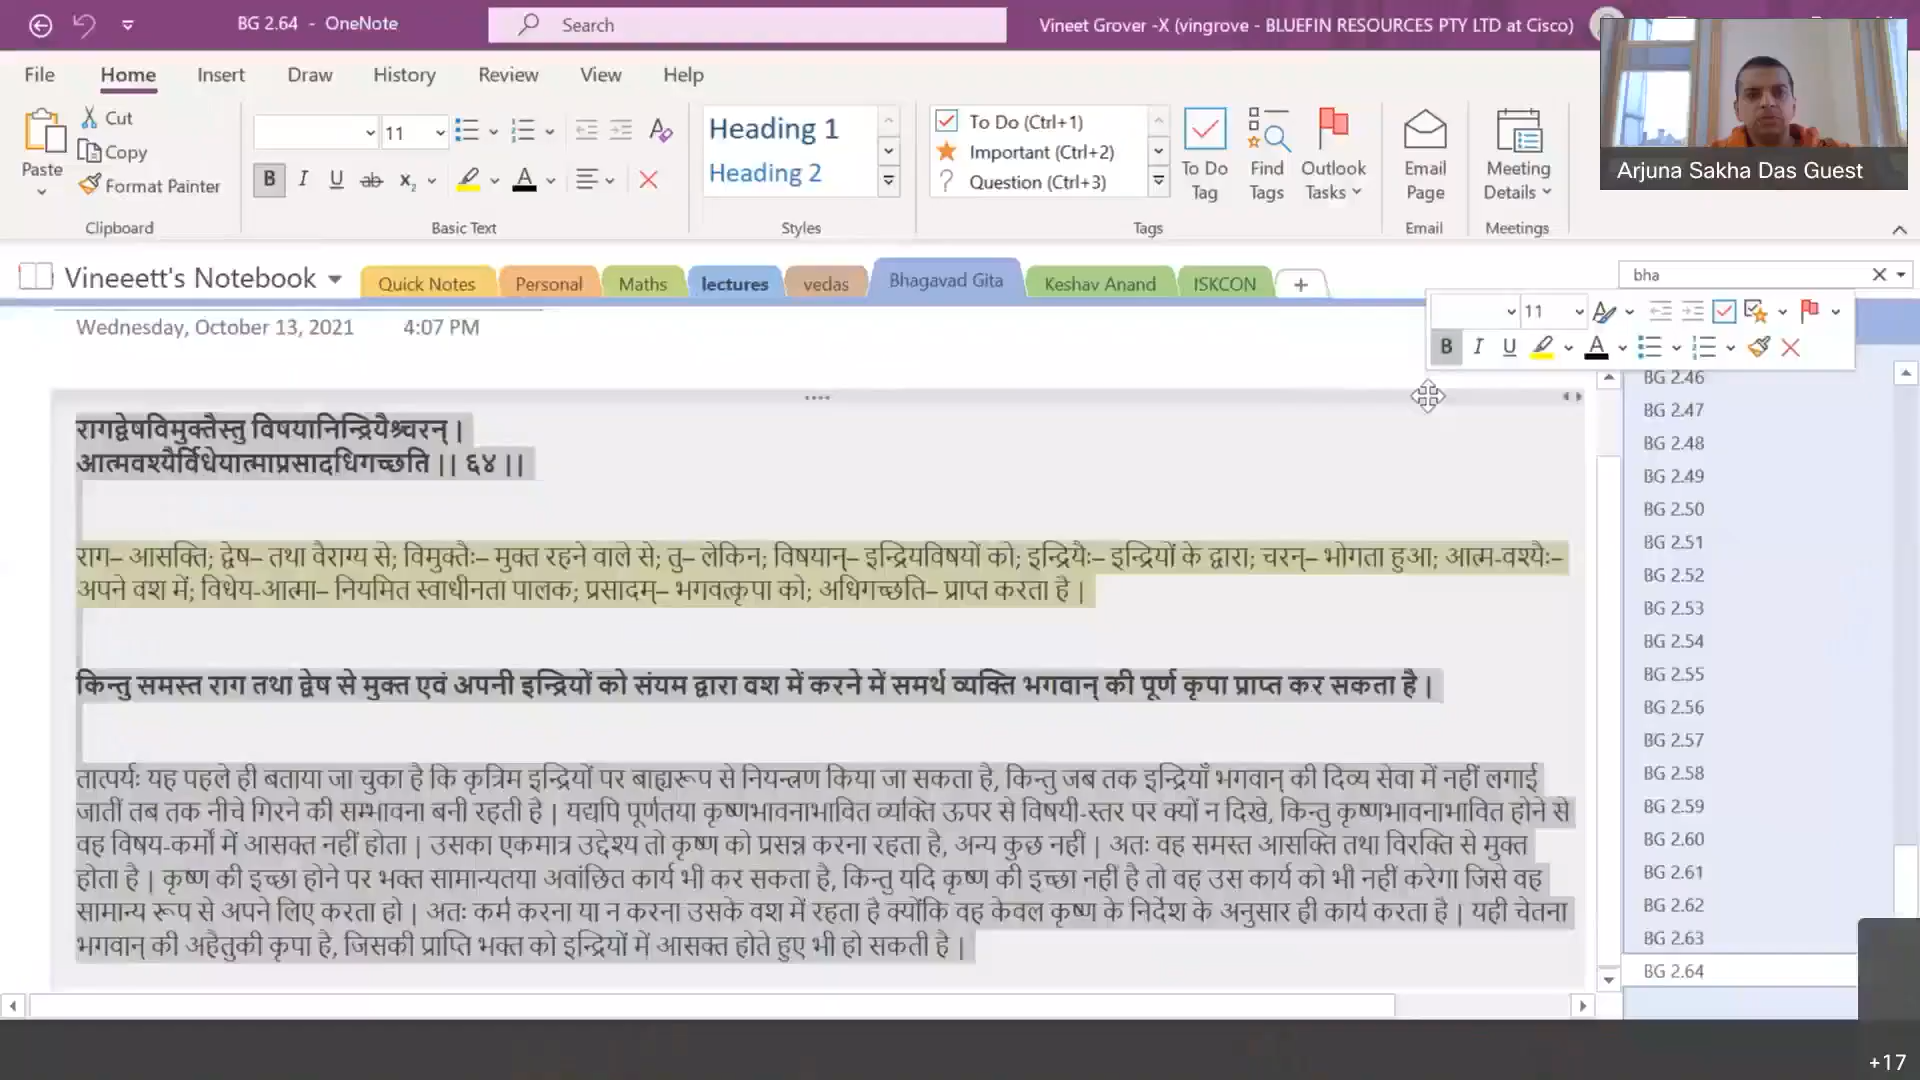 BG 2.64 - OneNote
Search
Vineet Grover -X (vingrove - BLUEFIN RESOURCES PTY LTD at Cisco)
File Home Insert Draw History Review View Help
Paste
Cut
Copy
Format Painter
Clipboard
11
B I U ab x₂ A
Basic Text
Heading 1
Heading 2
Styles
To Do (Ctrl+1)
Important (Ctrl+2)
? Question (Ctrl+3)
To Do Tag
Find Tags
Outlook Tasks
Tags
Email Page
Email
Meeting Details
Meetings
Arjuna Sakha Das Guest
Vineeett's Notebook
Quick Notes Personal Maths lectures vedas Bhagavad Gita Keshav Anand ISKCON +
bha
11
B I U A
Wednesday, October 13, 2021 4:07 PM
रागद्वेषविमुक्तैस्तु विषयानिन्द्रियैश्र्चरन् |
आत्मवश्यैर्विधेयात्माप्रसादधिगच्छति || ६४ ||
राग– आसक्ति; द्वेष– तथा वैराग्य से; विमुक्तैः– मुक्त रहने वाले से; तु– लेकिन; विषयान्– इन्द्रियविषयों को; इन्द्रियैः– इन्द्रियों के द्वारा; चरन्– भोगता हुआ; आत्म-वश्यैः–
अपने वश में; विधेय-आत्मा– नियमित स्वाधीनता पालक; प्रसादम्– भगवत्कृपा को; अधिगच्छति– प्राप्त करता है |
किन्तु समस्त राग तथा द्वेष से मुक्त एवं अपनी इन्द्रियों को संयम द्वारा वश में करने में समर्थ व्यक्ति भगवान् की पूर्ण कृपा प्राप्त कर सकता है |
तात्पर्यः यह पहले ही बताया जा चुका है कि कृत्रिम इन्द्रियों पर बाह्यरूप से नियन्त्रण किया जा सकता है, किन्तु जब तक इन्द्रियाँ भगवान् की दिव्य सेवा में नहीं लगाई
जातीं तब तक नीचे गिरने की सम्भावना बनी रहती है | यद्यपि पूर्णतया कृष्णभावनाभावित व्यक्ति ऊपर से विषयी-स्तर पर क्यों न दिखे, किन्तु कृष्णभावनाभावित होने से
वह विषय-कर्मों में आसक्त नहीं होता | उसका एकमात्र उद्देश्य तो कृष्ण को प्रसन्न करना रहता है, अन्य कुछ नहीं | अतः वह समस्त आसक्ति तथा विरक्ति से मुक्त
होता है | कृष्ण की इच्छा होने पर भक्त सामान्यतया अवांछित कार्य भी कर सकता है, किन्तु यदि कृष्ण की इच्छा नहीं है तो वह उस कार्य को भी नहीं करेगा जिसे वह
सामान्य रूप से अपने लिए करता हो | अतः कर्म करना या न करना उसके वश में रहता है क्योंकि वह केवल कृष्ण के निर्देश के अनुसार ही कार्य करता है | यही चेतना
भगवान् की अहैतुकी कृपा है, जिसकी प्राप्ति भक्त को इन्द्रियों में आसक्त होते हुए भी हो सकती है |
BG 2.46
BG 2.47
BG 2.48
BG 2.49
BG 2.50
BG 2.51
BG 2.52
BG 2.53
BG 2.54
BG 2.55
BG 2.56
BG 2.57
BG 2.58
BG 2.59
BG 2.60
BG 2.61
BG 2.62
BG 2.63
BG 2.64
+17